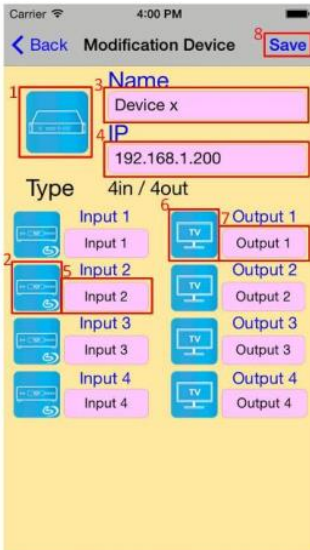 Carrier 4:00 PM
Back Modification Device 8 Save
1 3 Name
Device x
4 IP
192.168.1.200
Type 4in / 4out
Input 1 6 7 Output 1
Input 1 TV Output 1
2 5 Input 2 Output 2
Input 2 TV Output 2
Input 3 Output 3
Input 3 TV Output 3
Input 4 Output 4
Input 4 TV Output 4